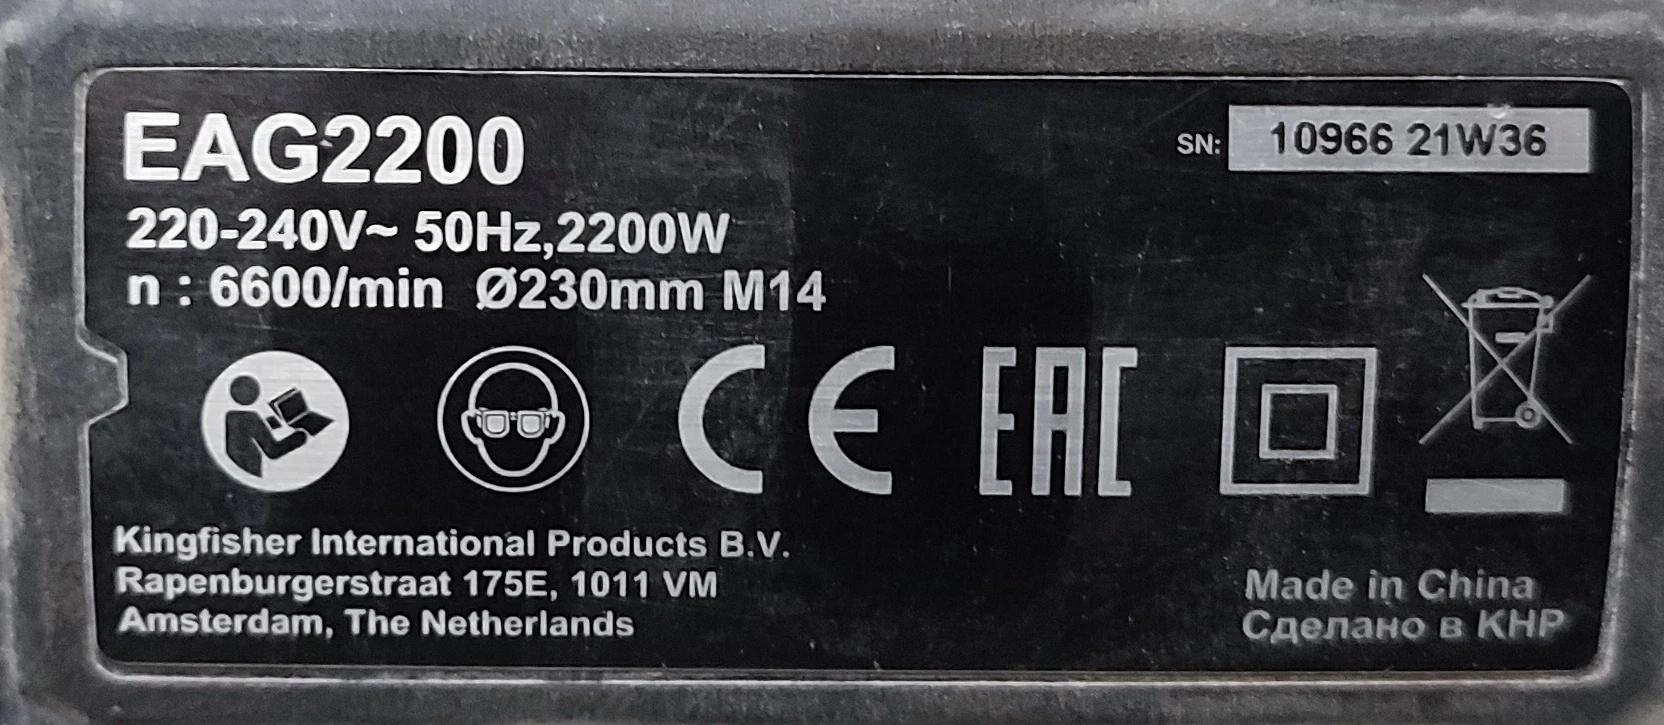 EAG2200
SN: 10966 21W36
220-240V~ 50Hz,2200W
n : 6600/min Ø230mm M14
CE EAC
Kingfisher International Products B.V.
Rapenburgerstraat 175E, 1011 VM
Amsterdam, The Netherlands
Made in China
Сделано в КНР